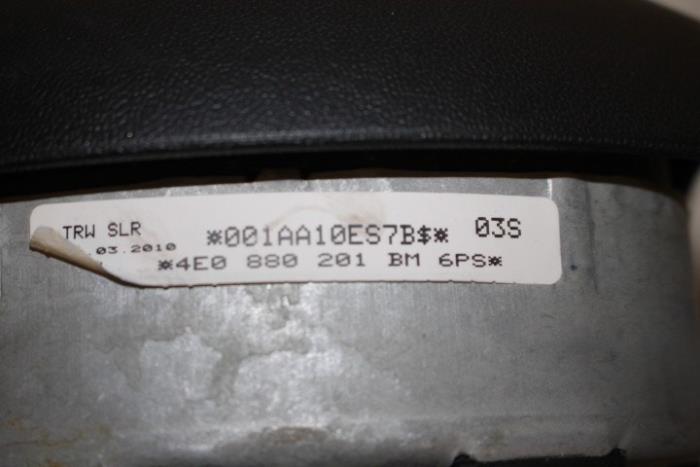 TRW SLR *001AA10ES7B$* 03S
.03.2010
*4E0 880 201 BM 6PS*